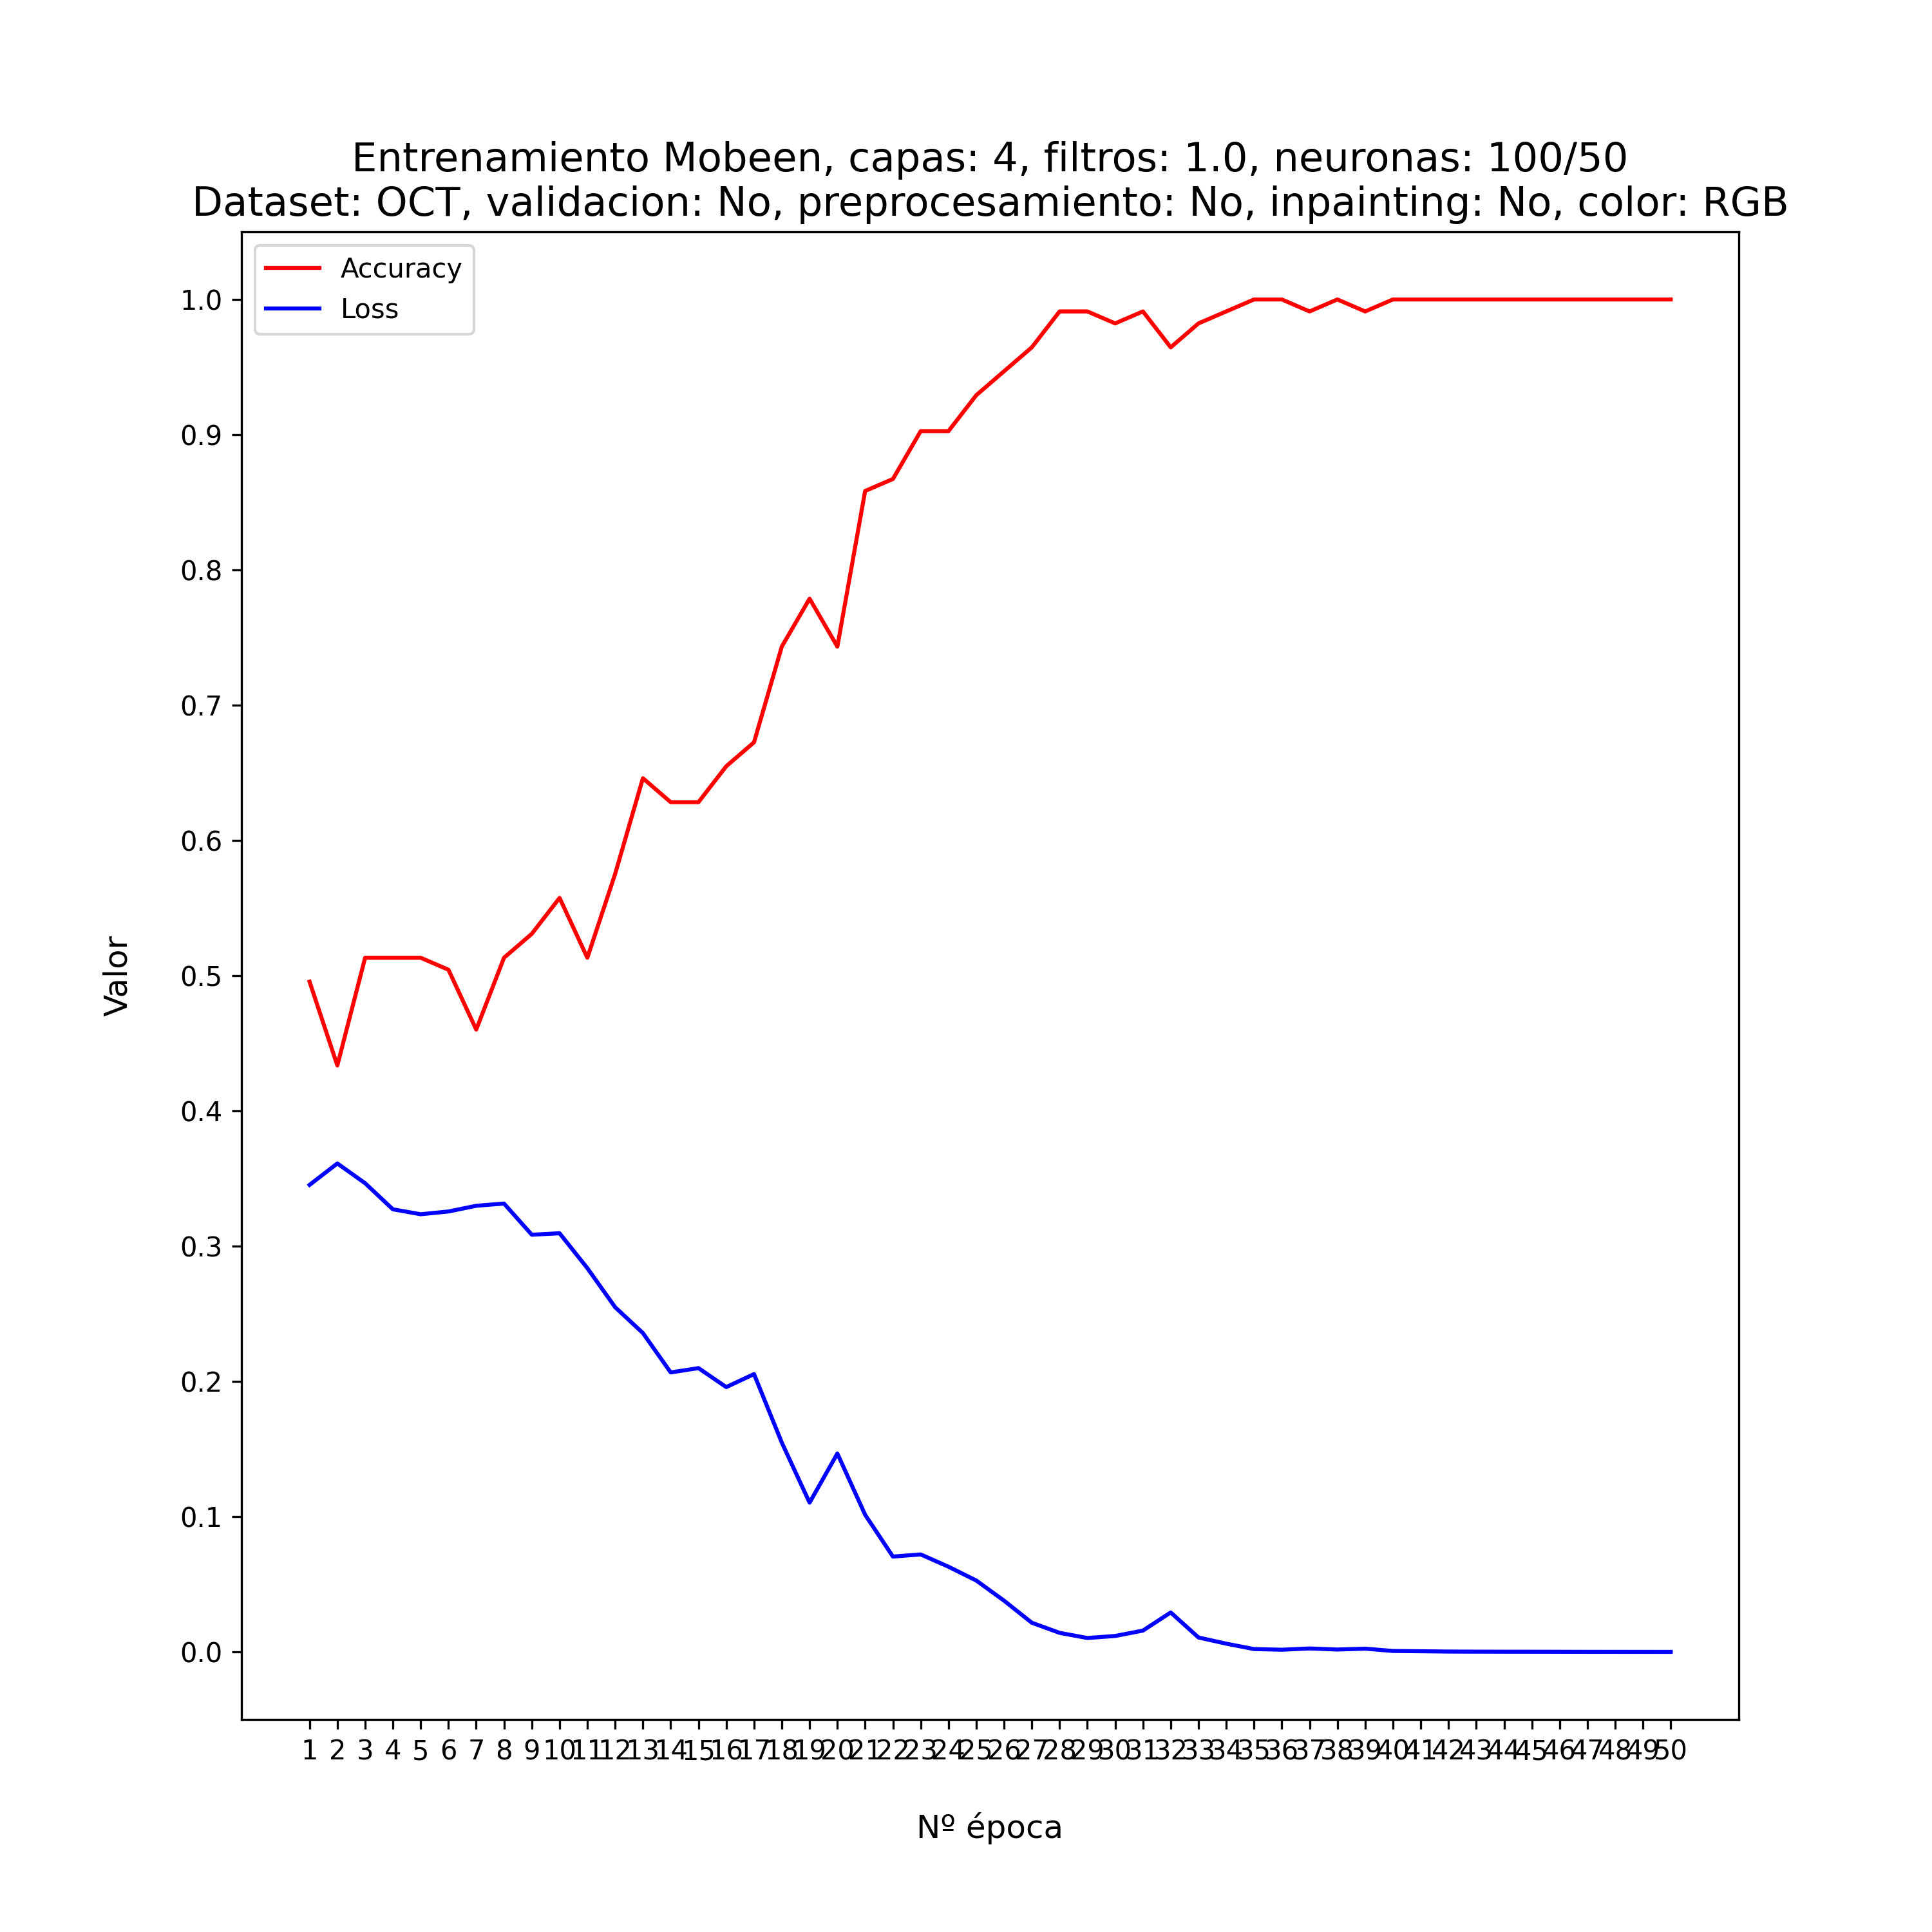 Entrenamiento Mobeen, capas: 4, filtros: 1.0, neuronas: 100/50
Dataset: OCT, validacion: No, preprocesamiento: No, inpainting: No, color: RGB
Accuracy
Loss
1.0
0.9
0.8
0.7
0.6
0.5
0.4
0.3
0.2
0.1
0.0
Valor
1 2 3 4 5 6 7 8 9 10 11 12 13 14 15 16 17 18 19 20 21 22 23 24 25 26 27 28 29 30 31 32 33 34 35 36 37 38 39 40 41 42 43 44 45 46 47 48 49 50
Nº época